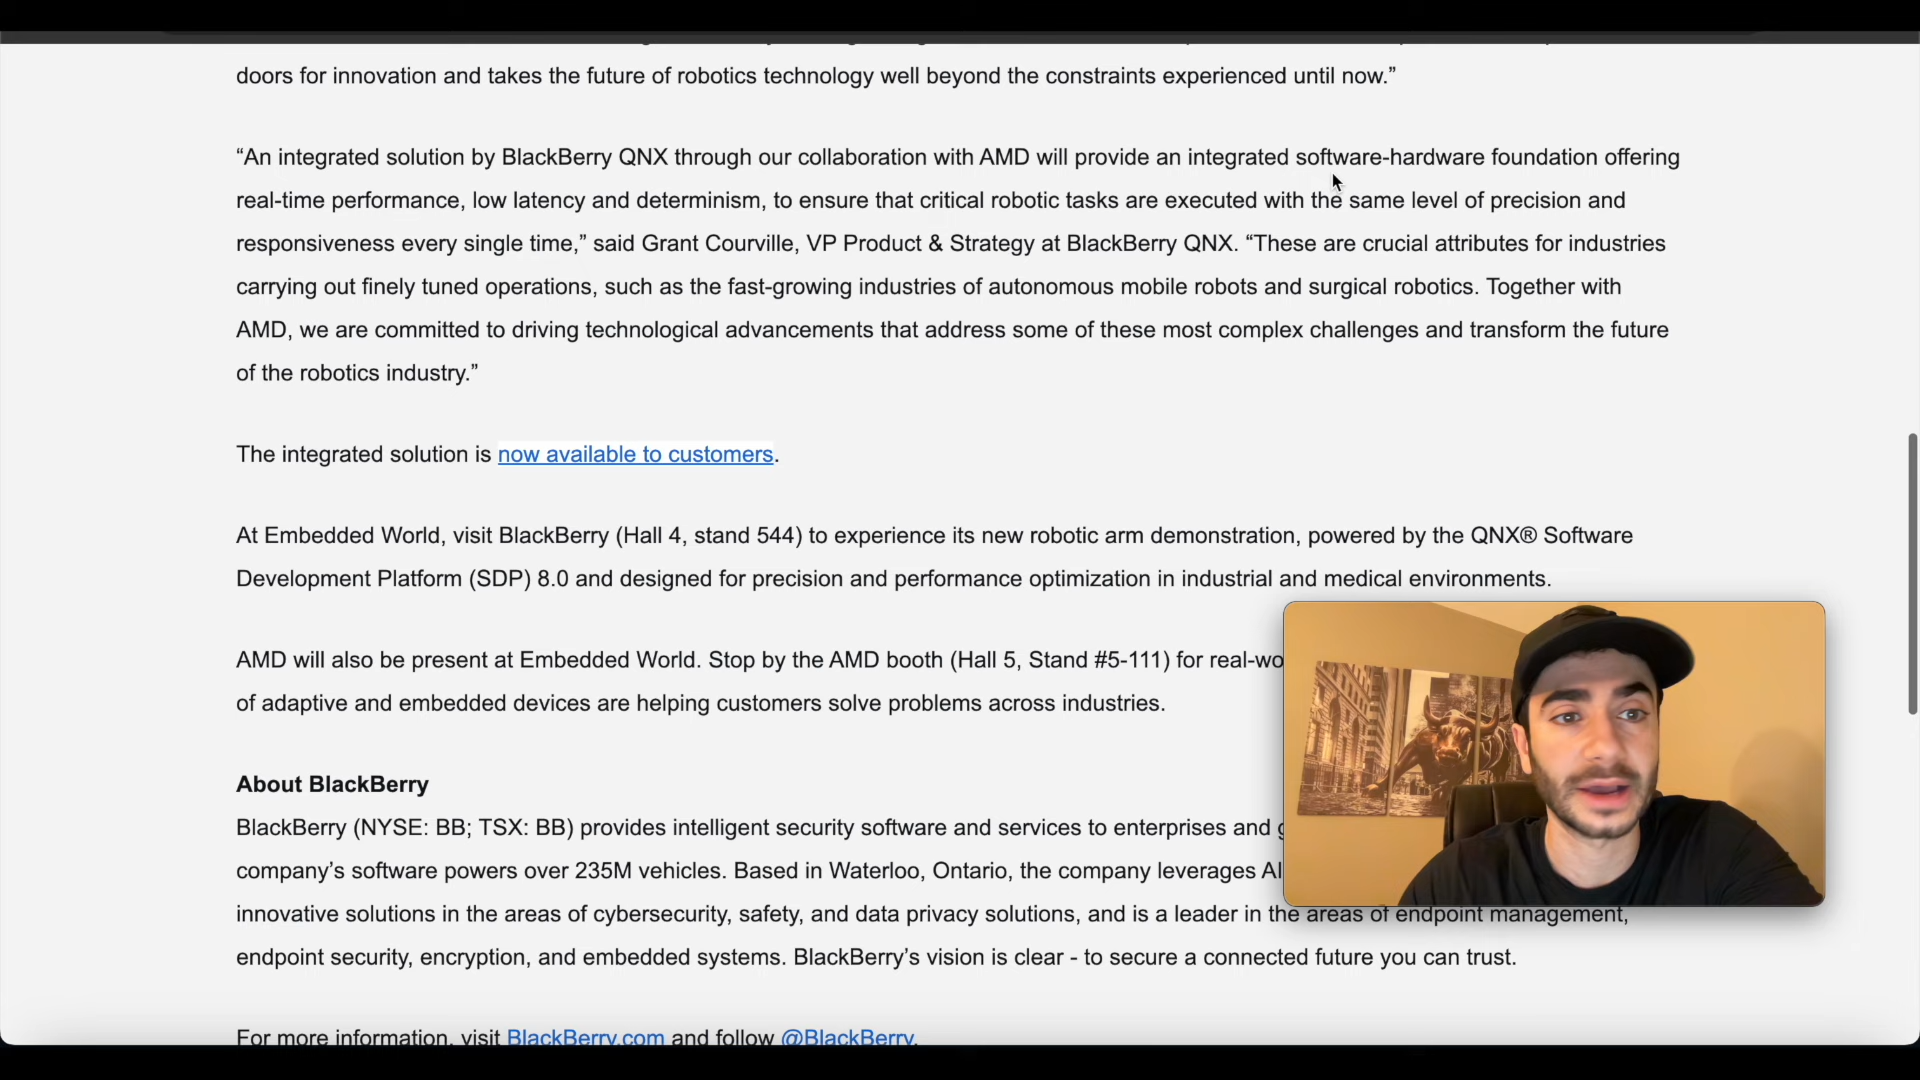 doors for innovation and takes the future of robotics technology well beyond the constraints experienced until now.”
“An integrated solution by BlackBerry QNX through our collaboration with AMD will provide an integrated software-hardware foundation offering
real-time performance, low latency and determinism, to ensure that critical robotic tasks are executed with the same level of precision and
responsiveness every single time,” said Grant Courville, VP Product & Strategy at BlackBerry QNX. “These are crucial attributes for industries
carrying out finely tuned operations, such as the fast-growing industries of autonomous mobile robots and surgical robotics. Together with
AMD, we are committed to driving technological advancements that address some of these most complex challenges and transform the future
of the robotics industry.”
The integrated solution is now available to customers.
At Embedded World, visit BlackBerry (Hall 4, stand 544) to experience its new robotic arm demonstration, powered by the QNX® Software
Development Platform (SDP) 8.0 and designed for precision and performance optimization in industrial and medical environments.
AMD will also be present at Embedded World. Stop by the AMD booth (Hall 5, Stand #5-111) for real-wo
of adaptive and embedded devices are helping customers solve problems across industries.
About BlackBerry
BlackBerry (NYSE: BB; TSX: BB) provides intelligent security software and services to enterprises and
company’s software powers over 235M vehicles. Based in Waterloo, Ontario, the company leverages AI
innovative solutions in the areas of cybersecurity, safety, and data privacy solutions, and is a leader in the areas of endpoint management,
endpoint security, encryption, and embedded systems. BlackBerry’s vision is clear - to secure a connected future you can trust.
For more information, visit BlackBerry.com and follow @BlackBerry.